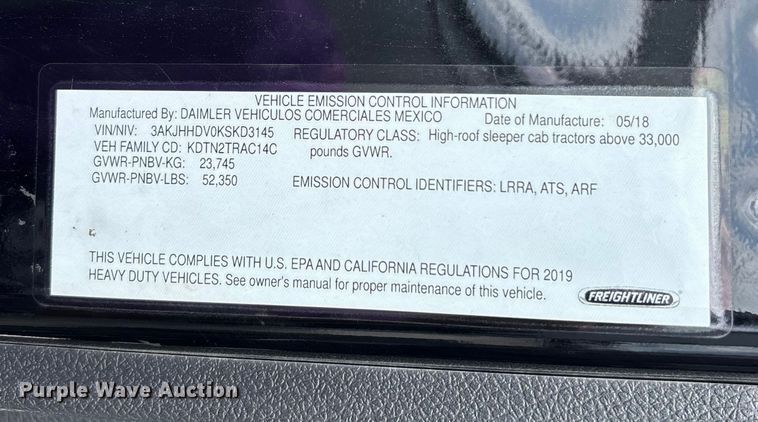 VEHICLE EMISSION CONTROL INFORMATION
Manufactured By: DAIMLER VEHICULOS COMERCIALES MEXICO Date of Manufacture: 05/18
VIN/NIV: 3AKJHHDV0KSKD3145 REGULATORY CLASS: High-roof sleeper cab tractors above 33,000
VEH FAMILY CD: KDTN2TRAC14C pounds GVWR.
GVWR-PNBV-KG: 23,745
GVWR-PNBV-LBS: 52,350 EMISSION CONTROL IDENTIFIERS: LRRA, ATS, ARF
THIS VEHICLE COMPLIES WITH U.S. EPA AND CALIFORNIA REGULATIONS FOR 2019
HEAVY DUTY VEHICLES. See owner's manual for proper maintenance of this vehicle.
FREIGHTLINER
Purple Wave Auction